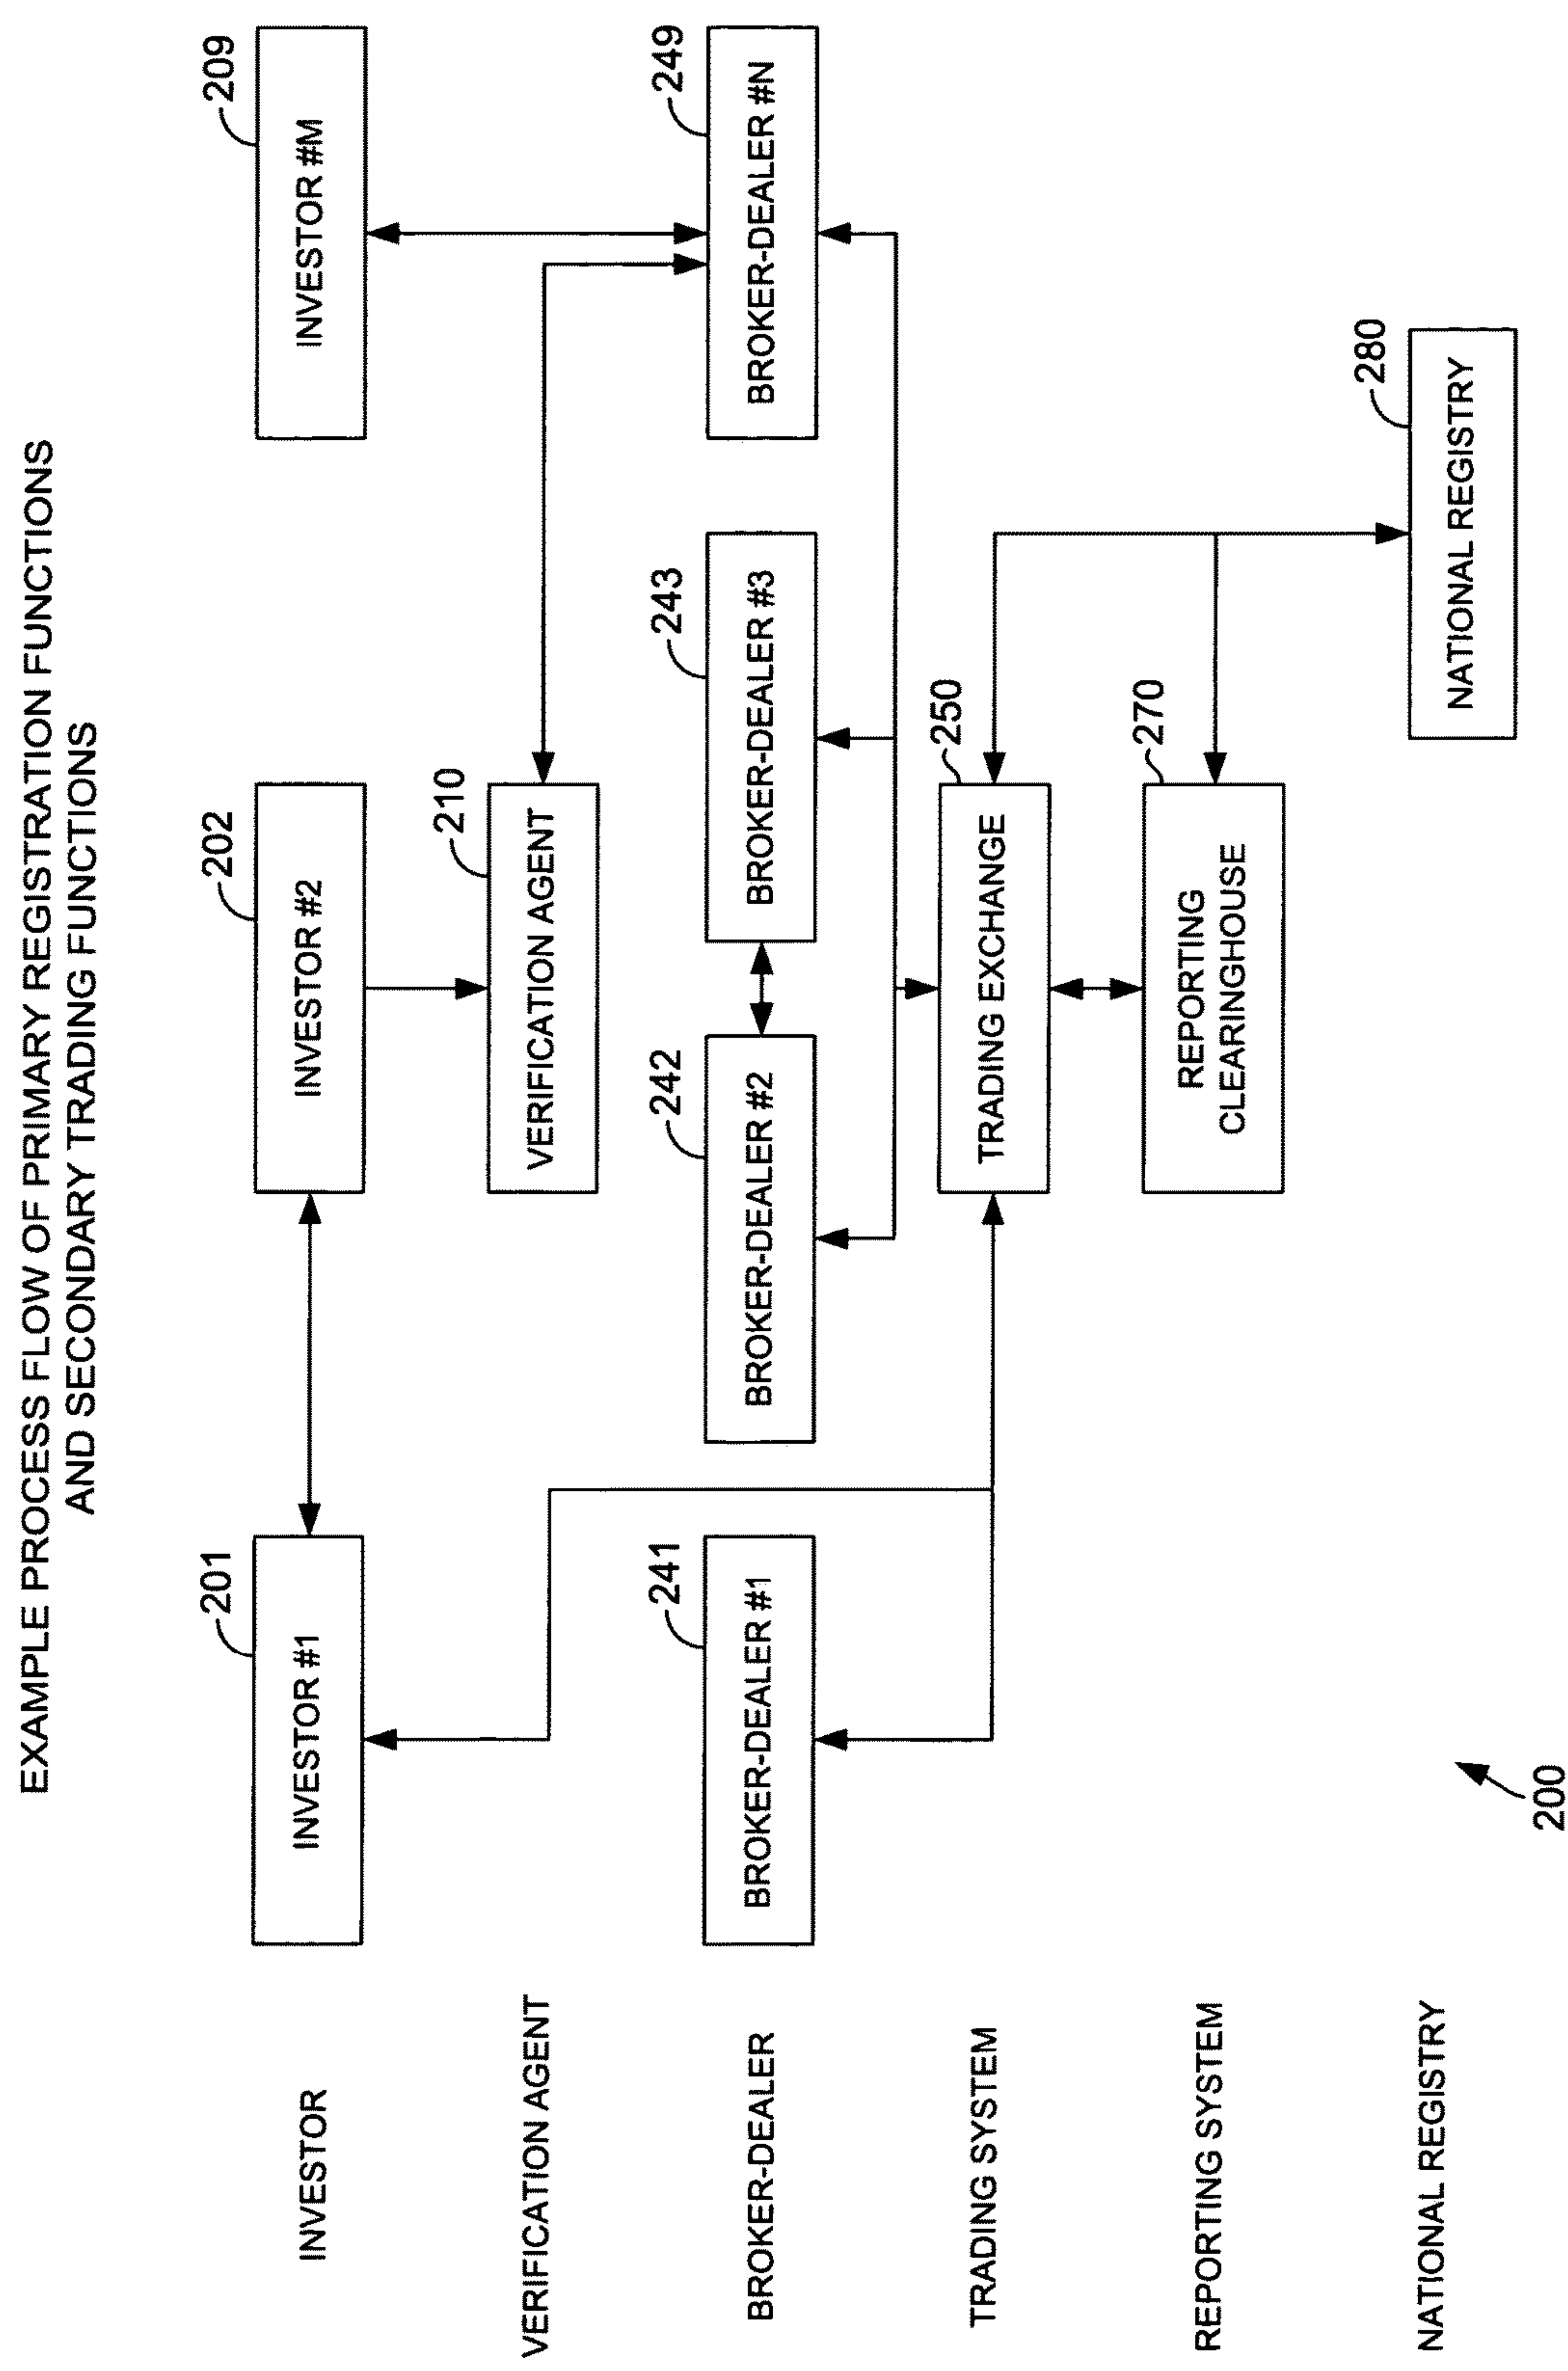 EXAMPLE PROCESS FLOW OF PRIMARY REGISTRATION FUNCTIONS
AND SECONDARY TRADING FUNCTIONS
INVESTOR
201
INVESTOR #1
202
INVESTOR #2
209
INVESTOR #M
VERIFICATION AGENT
210
VERIFICATION AGENT
BROKER-DEALER
241
BROKER-DEALER #1
242
BROKER-DEALER #2
243
BROKER-DEALER #3
249
BROKER-DEALER #N
TRADING SYSTEM
250
TRADING EXCHANGE
REPORTING SYSTEM
270
REPORTING
CLEARINGHOUSE
NATIONAL REGISTRY
280
NATIONAL REGISTRY
200